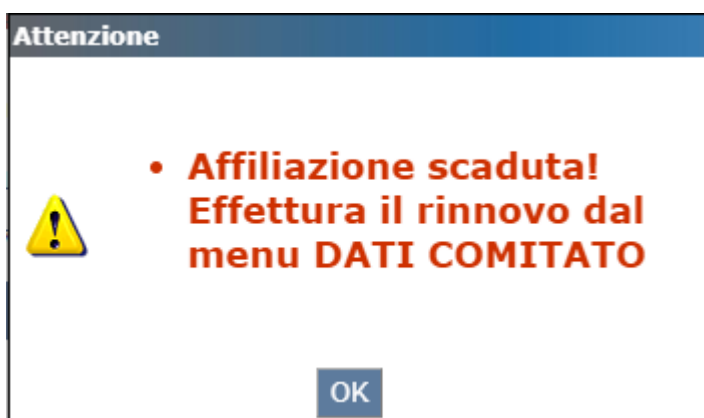 Attenzione
• Affiliazione scaduta!
Effettura il rinnovo dal
menu DATI COMITATO
OK